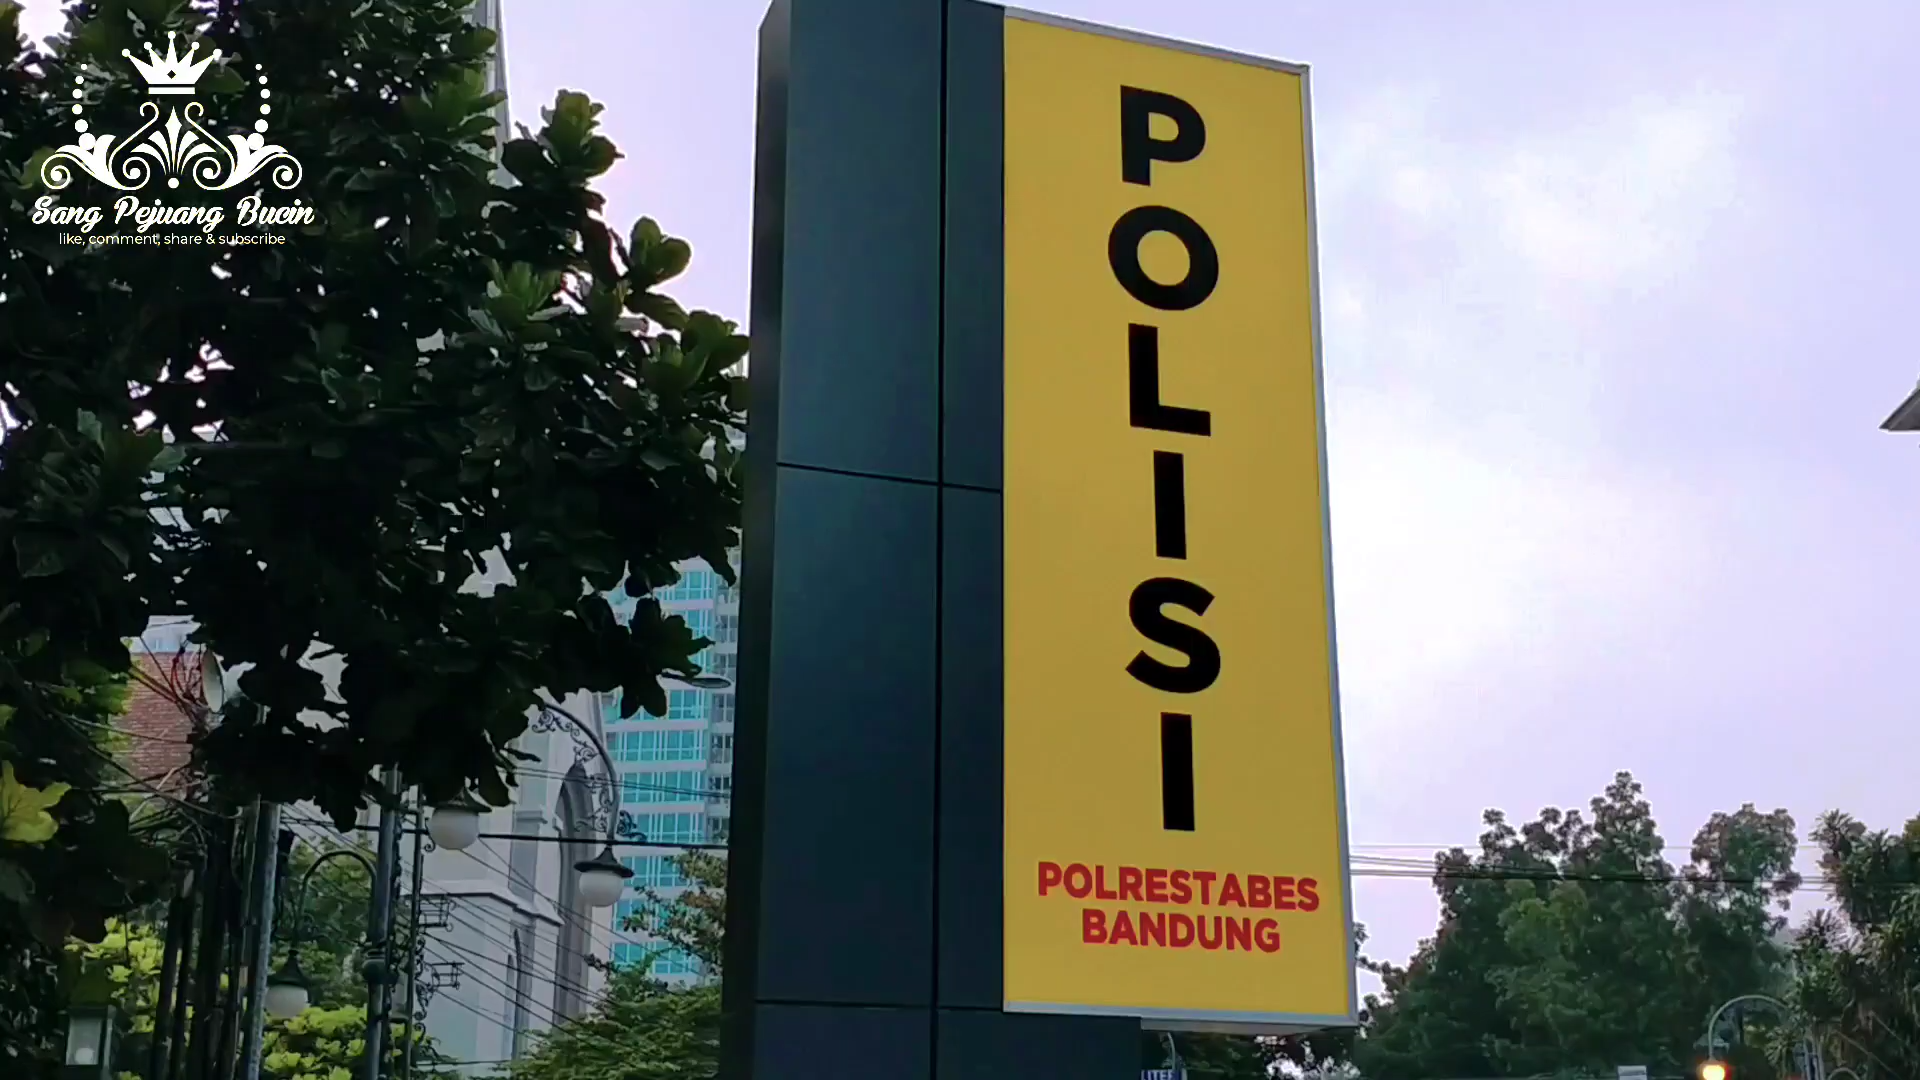 Sang Pejuang Bucin
like, comment, share & subscribe
POLISI
POLRESTABES
BANDUNG